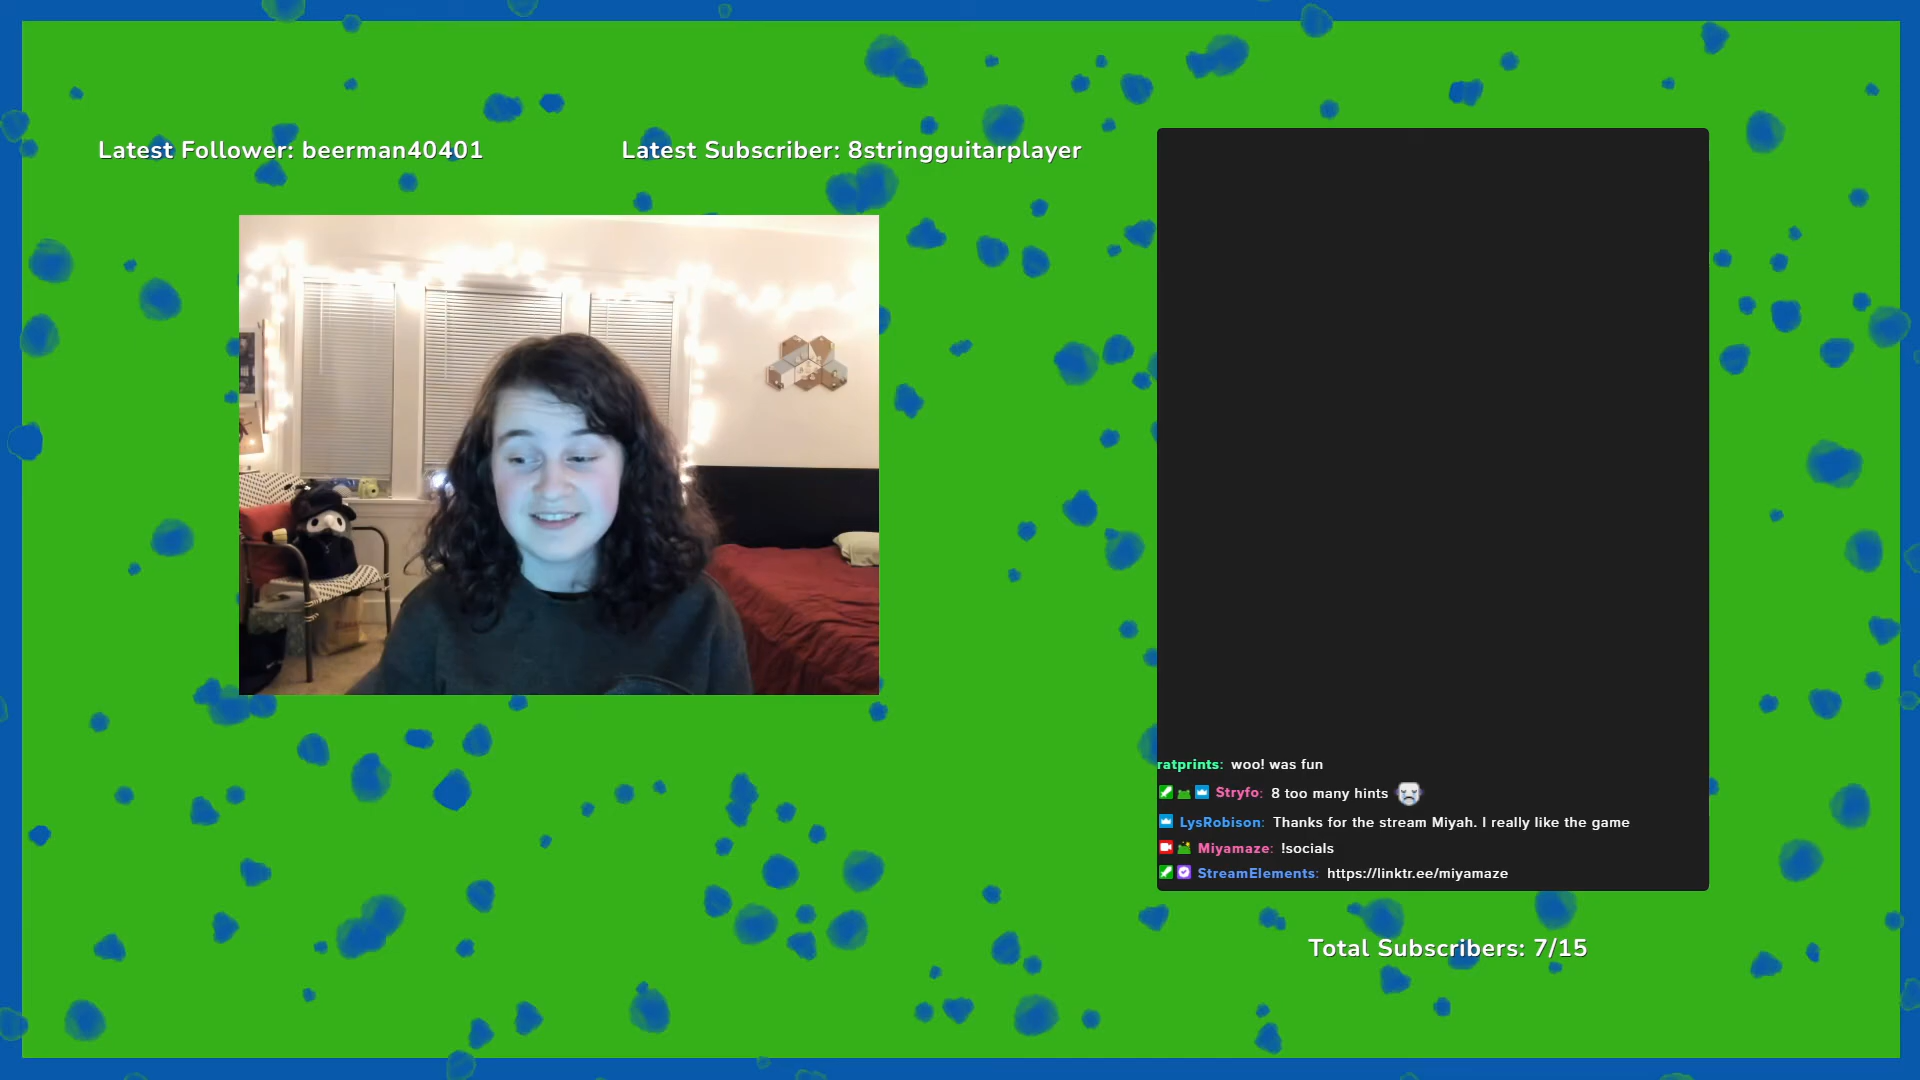 Latest Follower: beerman40401
Latest Subscriber: 8stringguitarplayer
ratprints: woo! was fun
Stryfo: 8 too many hints
LysRobison: Thanks for the stream Miyah. I really like the game
Miyamaze: !socials
StreamElements: https://linktr.ee/miyamaze
Total Subscribers: 7/15